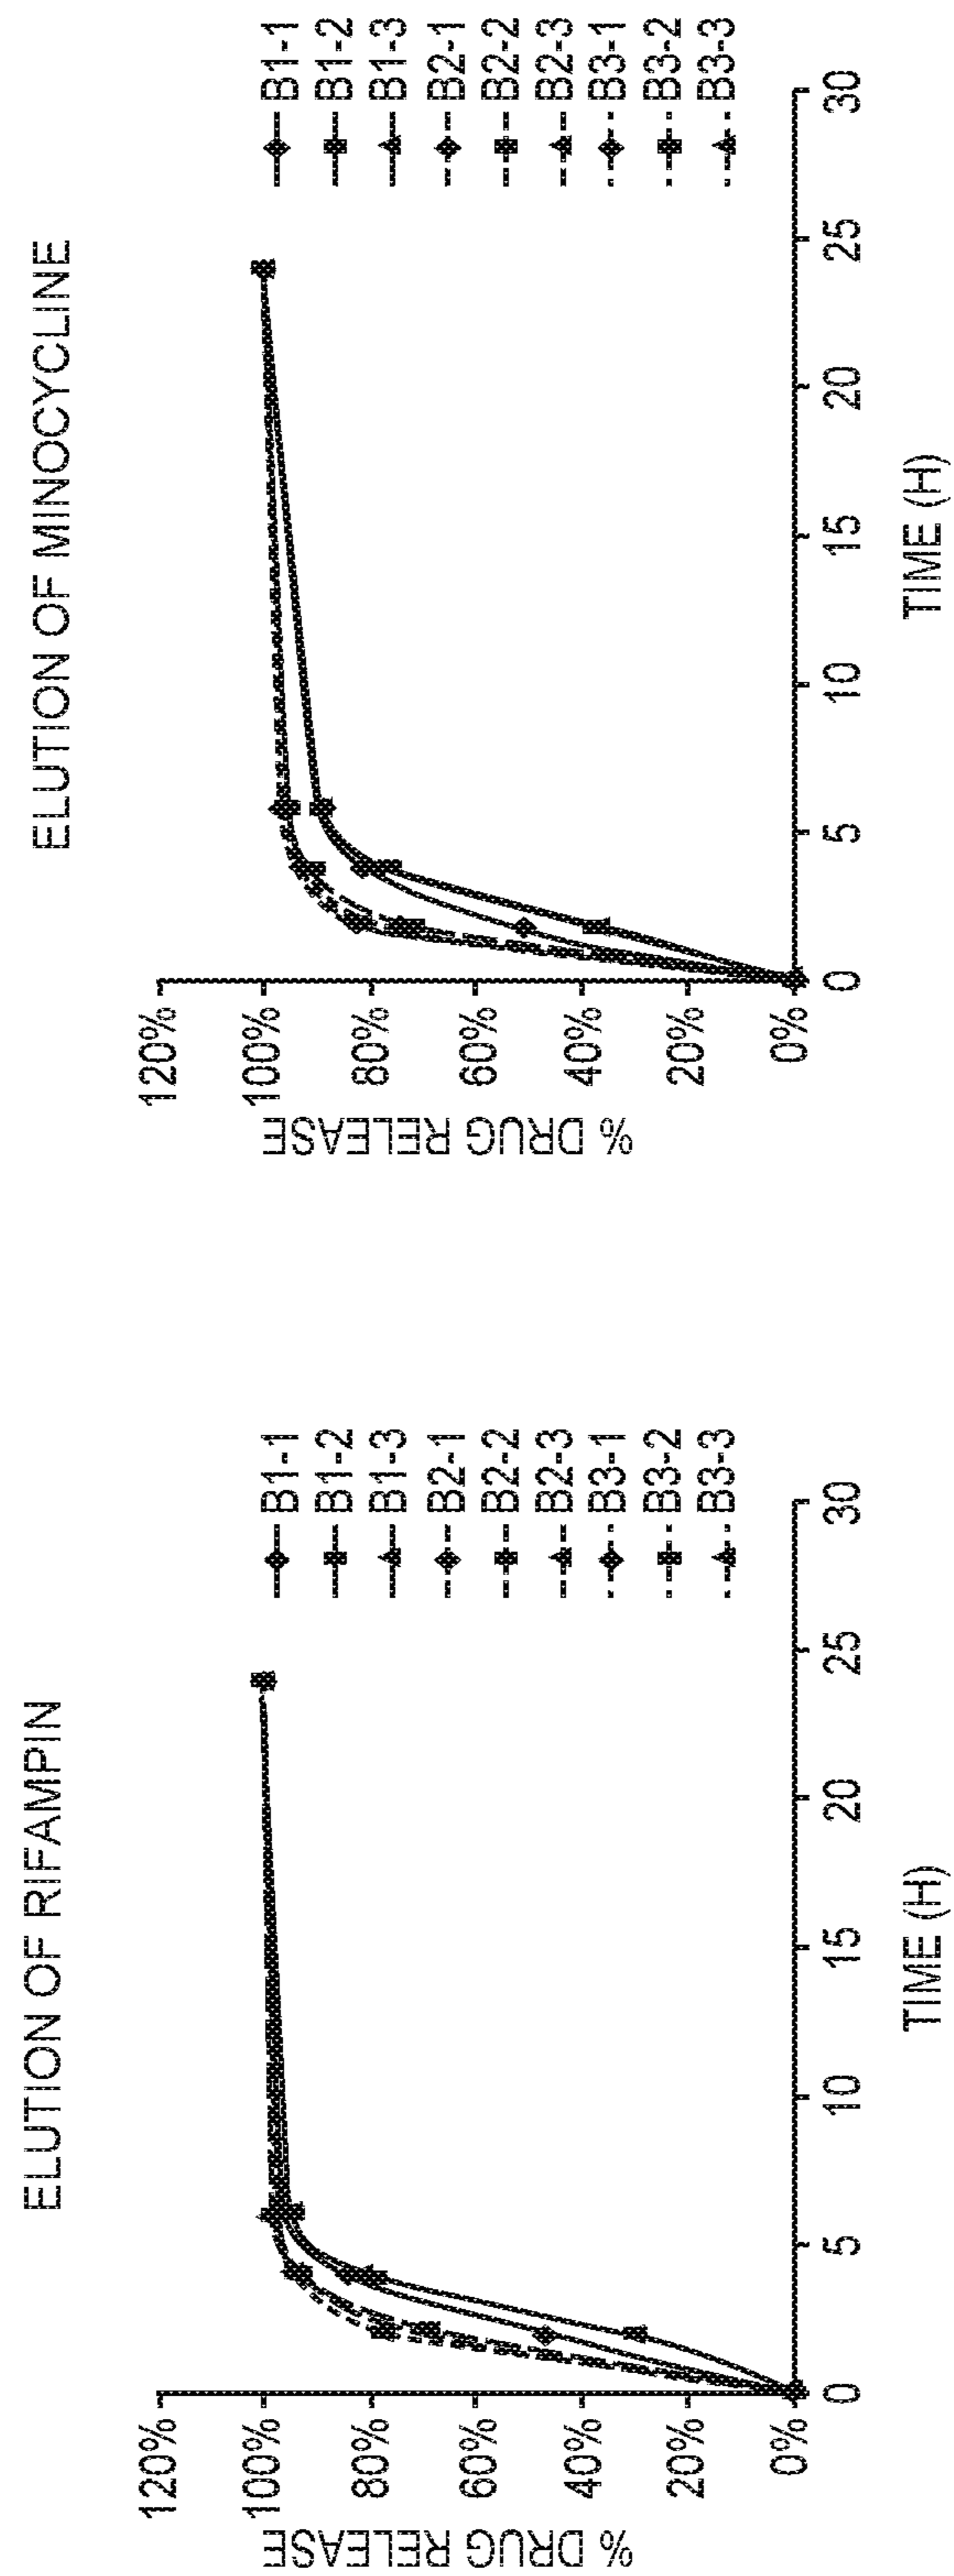 ELUTION OF RIFAMPIN
% DRUG RELEASE
120%
100%
80%
60%
40%
20%
0%
0
5
10
15
20
25
30
TIME (H)
B1-1
B1-2
B1-3
B2-1
B2-2
B2-3
B3-1
B3-2
B3-3
ELUTION OF MINOCYCLINE
% DRUG RELEASE
120%
100%
80%
60%
40%
20%
0%
0
5
10
15
20
25
30
TIME (H)
B1-1
B1-2
B1-3
B2-1
B2-2
B2-3
B3-1
B3-2
B3-3